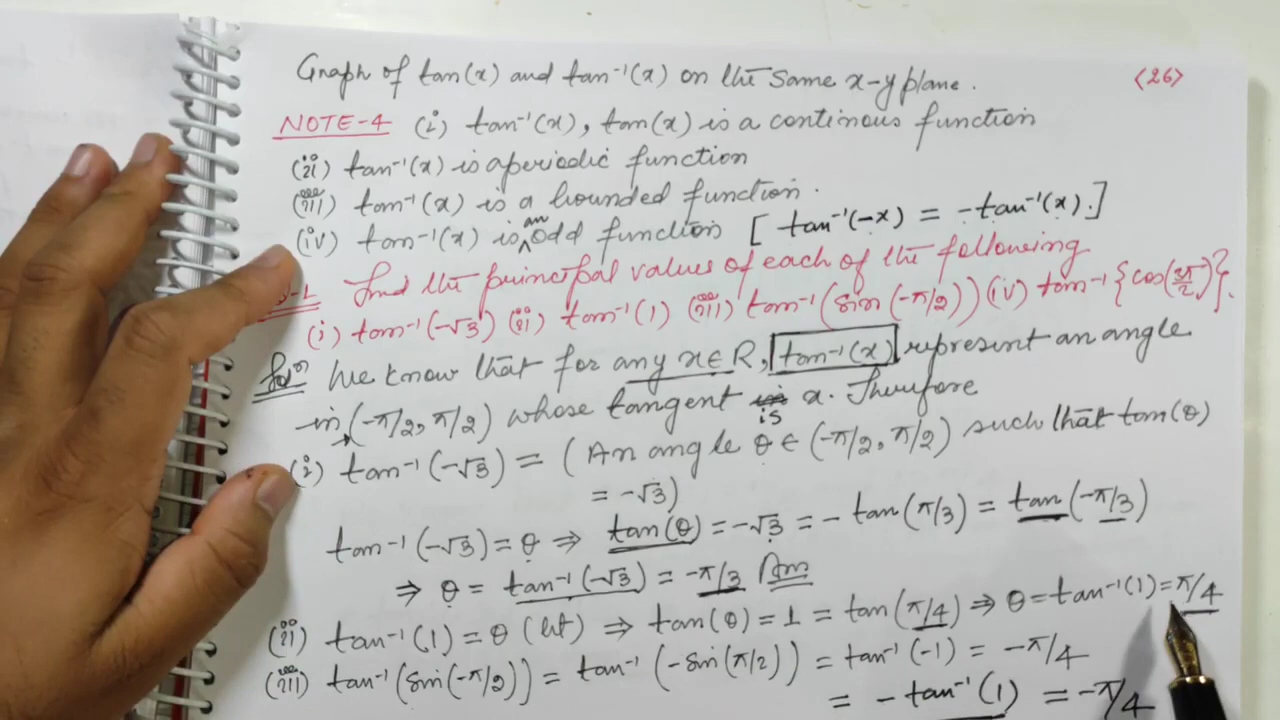 Graph of tan(x) and tan⁻¹(x) on the same x-y plane. <26>
NOTE-4 (i) tan⁻¹(x), tan(x) is a continous function
(ii) tan⁻¹(x) is aperiodic function
(iii) tan⁻¹(x) is a bounded function.
(iv) tan⁻¹(x) is an odd function [tan⁻¹(-x) = -tan⁻¹(x).]
-1 Find the principal values of each of the following
(i) tan⁻¹(-√3) (ii) tan⁻¹(1) (iii) tan⁻¹(sin(-π/2)) (iv) tan⁻¹{cos(3π/2)}.
Solⁿ We know that for any x∈R, tan⁻¹(x) represent an angle
in (-π/2, π/2) whose tangent is x. Therefore
(i) tan⁻¹(-√3) = (An angle θ ∈ (-π/2, π/2) such that tan(θ)
= -√3)
tan⁻¹(-√3) = θ ⇒ tan(θ) = -√3 = -tan(π/3) = tan(-π/3)
⇒ θ = tan⁻¹(-√3) = -π/3 Ans
(ii) tan⁻¹(1) = θ (let) ⇒ tan(θ) = 1 = tan(π/4) ⇒ θ = tan⁻¹(1) = π/4
(iii) tan⁻¹(sin(-π/2)) = tan⁻¹(-sin(π/2)) = tan⁻¹(-1) = -π/4
= -tan⁻¹(1) = -π/4